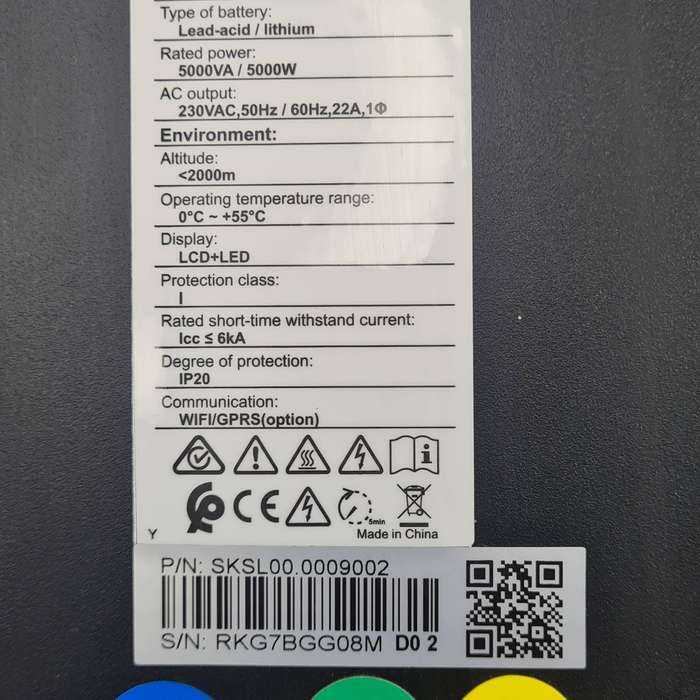 Type of battery:
Lead-acid / lithium
Rated power:
5000VA / 5000W
AC output:
230VAC,50Hz / 60Hz,22A,1Φ
Environment:
Altitude:
<2000m
Operating temperature range:
0°C ~ +55°C
Display:
LCD+LED
Protection class:
I
Rated short-time withstand current:
Icc ≤ 6kA
Degree of protection:
IP20
Communication:
WIFI/GPRS(option)
CE
5min
Y
Made in China
P/N: SKSL00.0009002
S/N: RKG7BGG08M D0 2